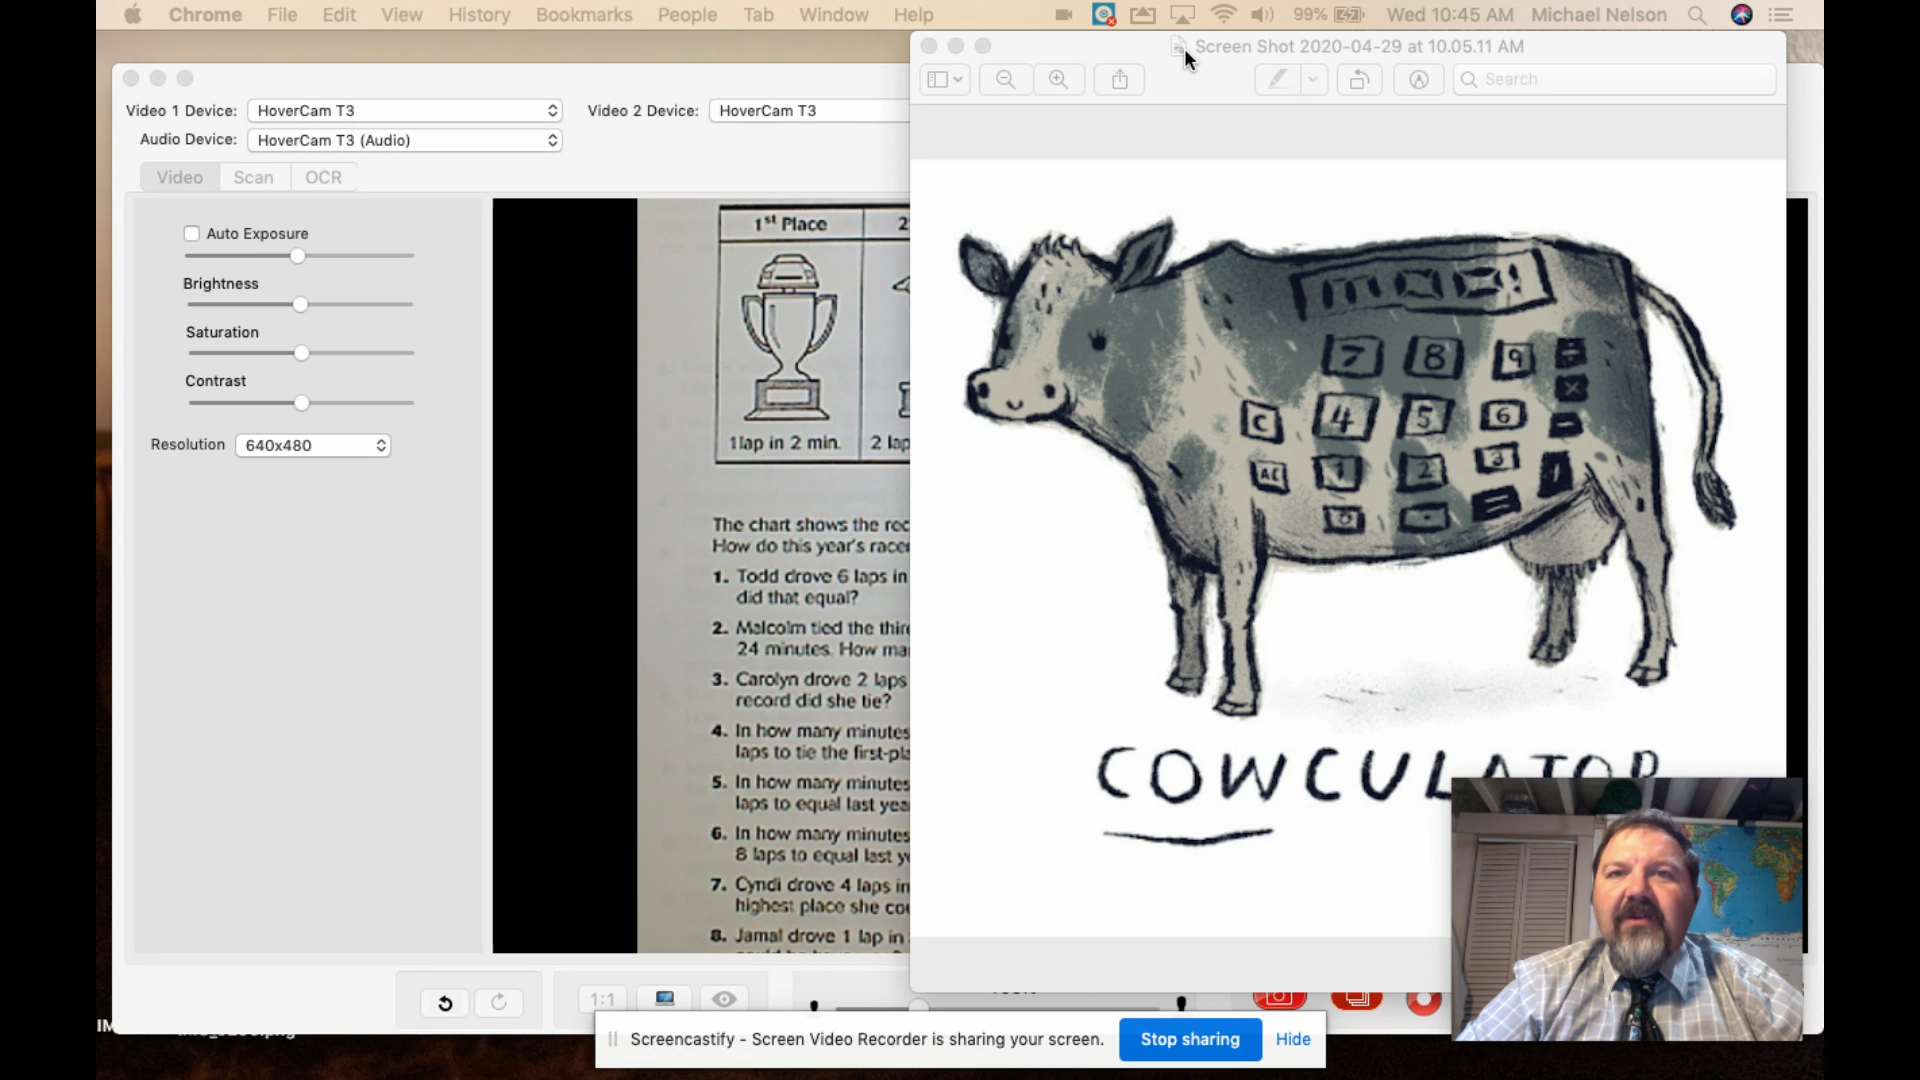 Chrome File Edit View History Bookmarks People Tab Window Help 99% Wed 10:45 AM Michael Nelson
Screen Shot 2020-04-29 at 10.05.11 AM
Search
Video 1 Device: HoverCam T3 Video 2 Device: HoverCam T3
Audio Device: HoverCam T3 (Audio)
Video Scan OCR
Auto Exposure
Brightness
Saturation
Contrast
Resolution 640x480
1st Place 2
1 lap in 2 min. 2 lap
The chart shows the rec
How do this year's racer
1. Todd drove 6 laps in
did that equal?
2. Malcolm tied the thir
24 minutes. How ma
3. Carolyn drove 2 laps
record did she tie?
4. In how many minutes
laps to tie the first-pla
5. In how many minutes
laps to equal last yea
6. In how many minutes
8 laps to equal last y
7. Cyndi drove 4 laps in
highest place she cou
8. Jamal drove 1 lap in
moo!
7 8 9 ÷
×
C 4 5 6 -
AC 1 2 3 +
0 . =
COWCULATOR
1:1
Screencastify - Screen Video Recorder is sharing your screen. Stop sharing Hide